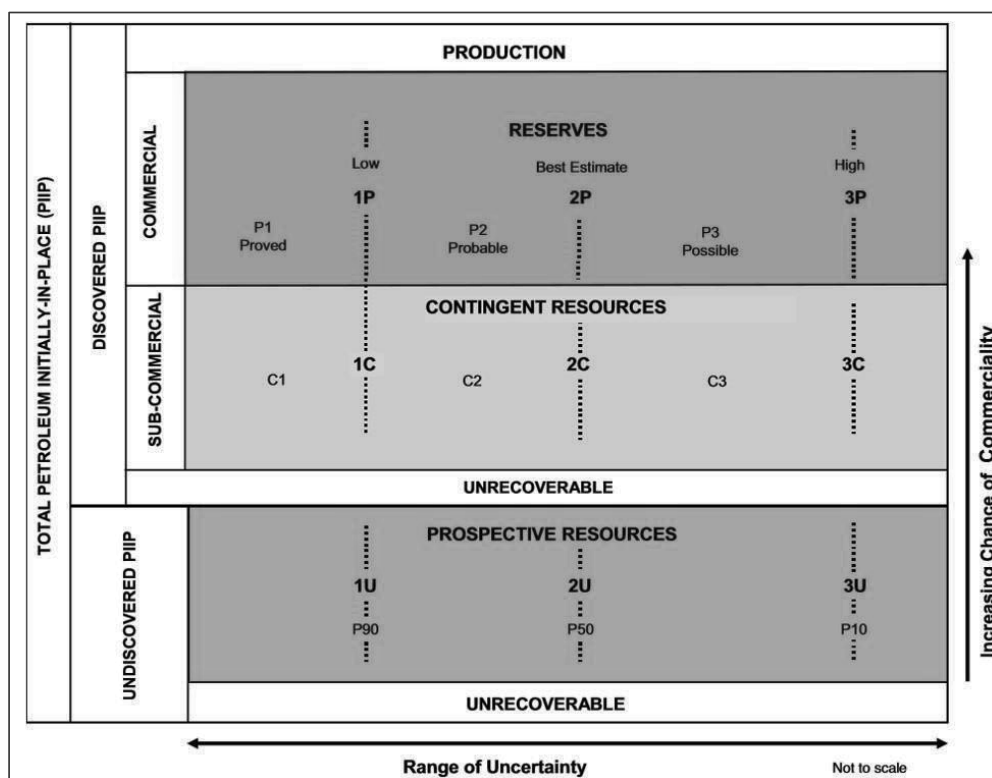 TOTAL PETROLEUM INITIALLY-IN-PLACE (PIIP)
DISCOVERED PIIP
UNDISCOVERED PIIP
COMMERCIAL
SUB-COMMERCIAL
PRODUCTION
RESERVES
Low
Best Estimate
High
1P
2P
3P
P1
Proved
P2
Probable
P3
Possible
CONTINGENT RESOURCES
1C
2C
3C
C1
C2
C3
UNRECOVERABLE
PROSPECTIVE RESOURCES
1U
2U
3U
P90
P50
P10
UNRECOVERABLE
Increasing Chance of Commerciality
Range of Uncertainty
Not to scale